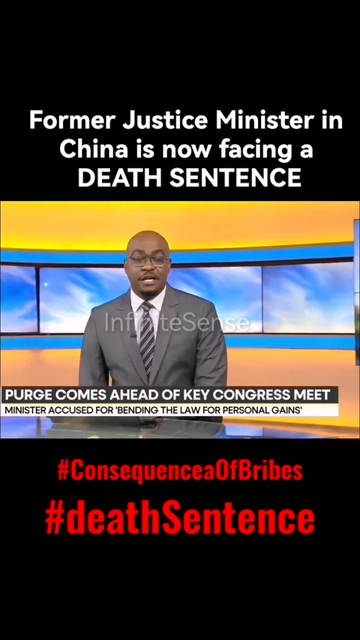 Former Justice Minister in
China is now facing a
DEATH SENTENCE
InfiniteSense
PURGE COMES AHEAD OF KEY CONGRESS MEET
MINISTER ACCUSED FOR 'BENDING THE LAW FOR PERSONAL GAINS'
#ConsequenceaOfBribes
#deathSentence